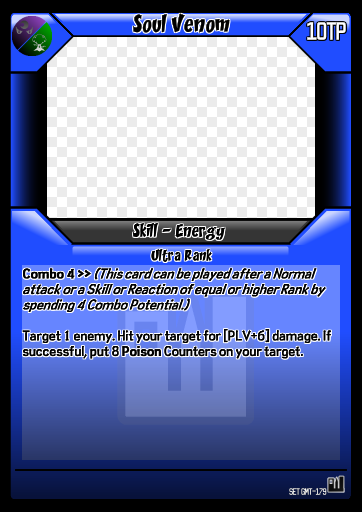 Soul Venom
10TP
Skill - Energy
Ultra Rank
Combo 4 >> (This card can be played after a Normal
attack or a Skill or Reaction of equal or higher Rank by
spending 4 Combo Potential.)
Target 1 enemy. Hit your target for [PLV+6] damage. If
successful, put 8 Poison Counters on your target.
SET GMT-179